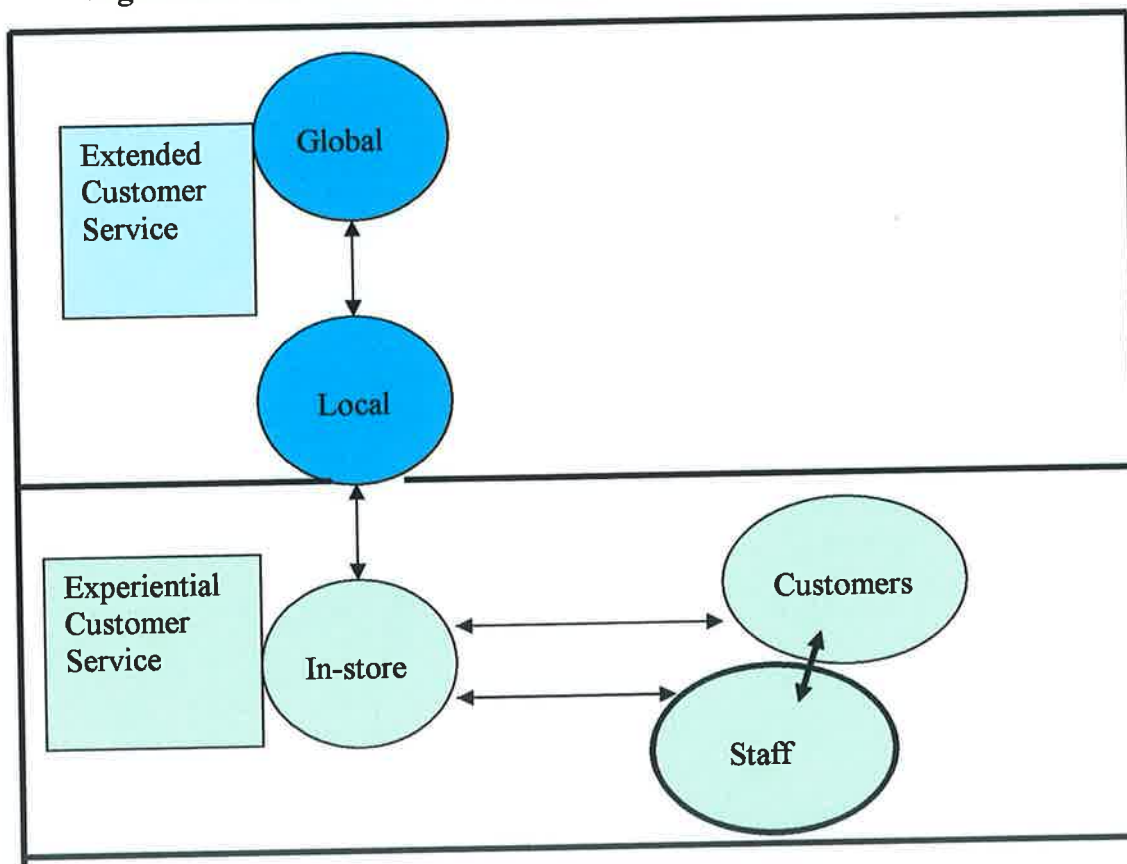 Global
Extended
Customer
Service
Local
Customers
Experiential
Customer
Service
In-store
Staff